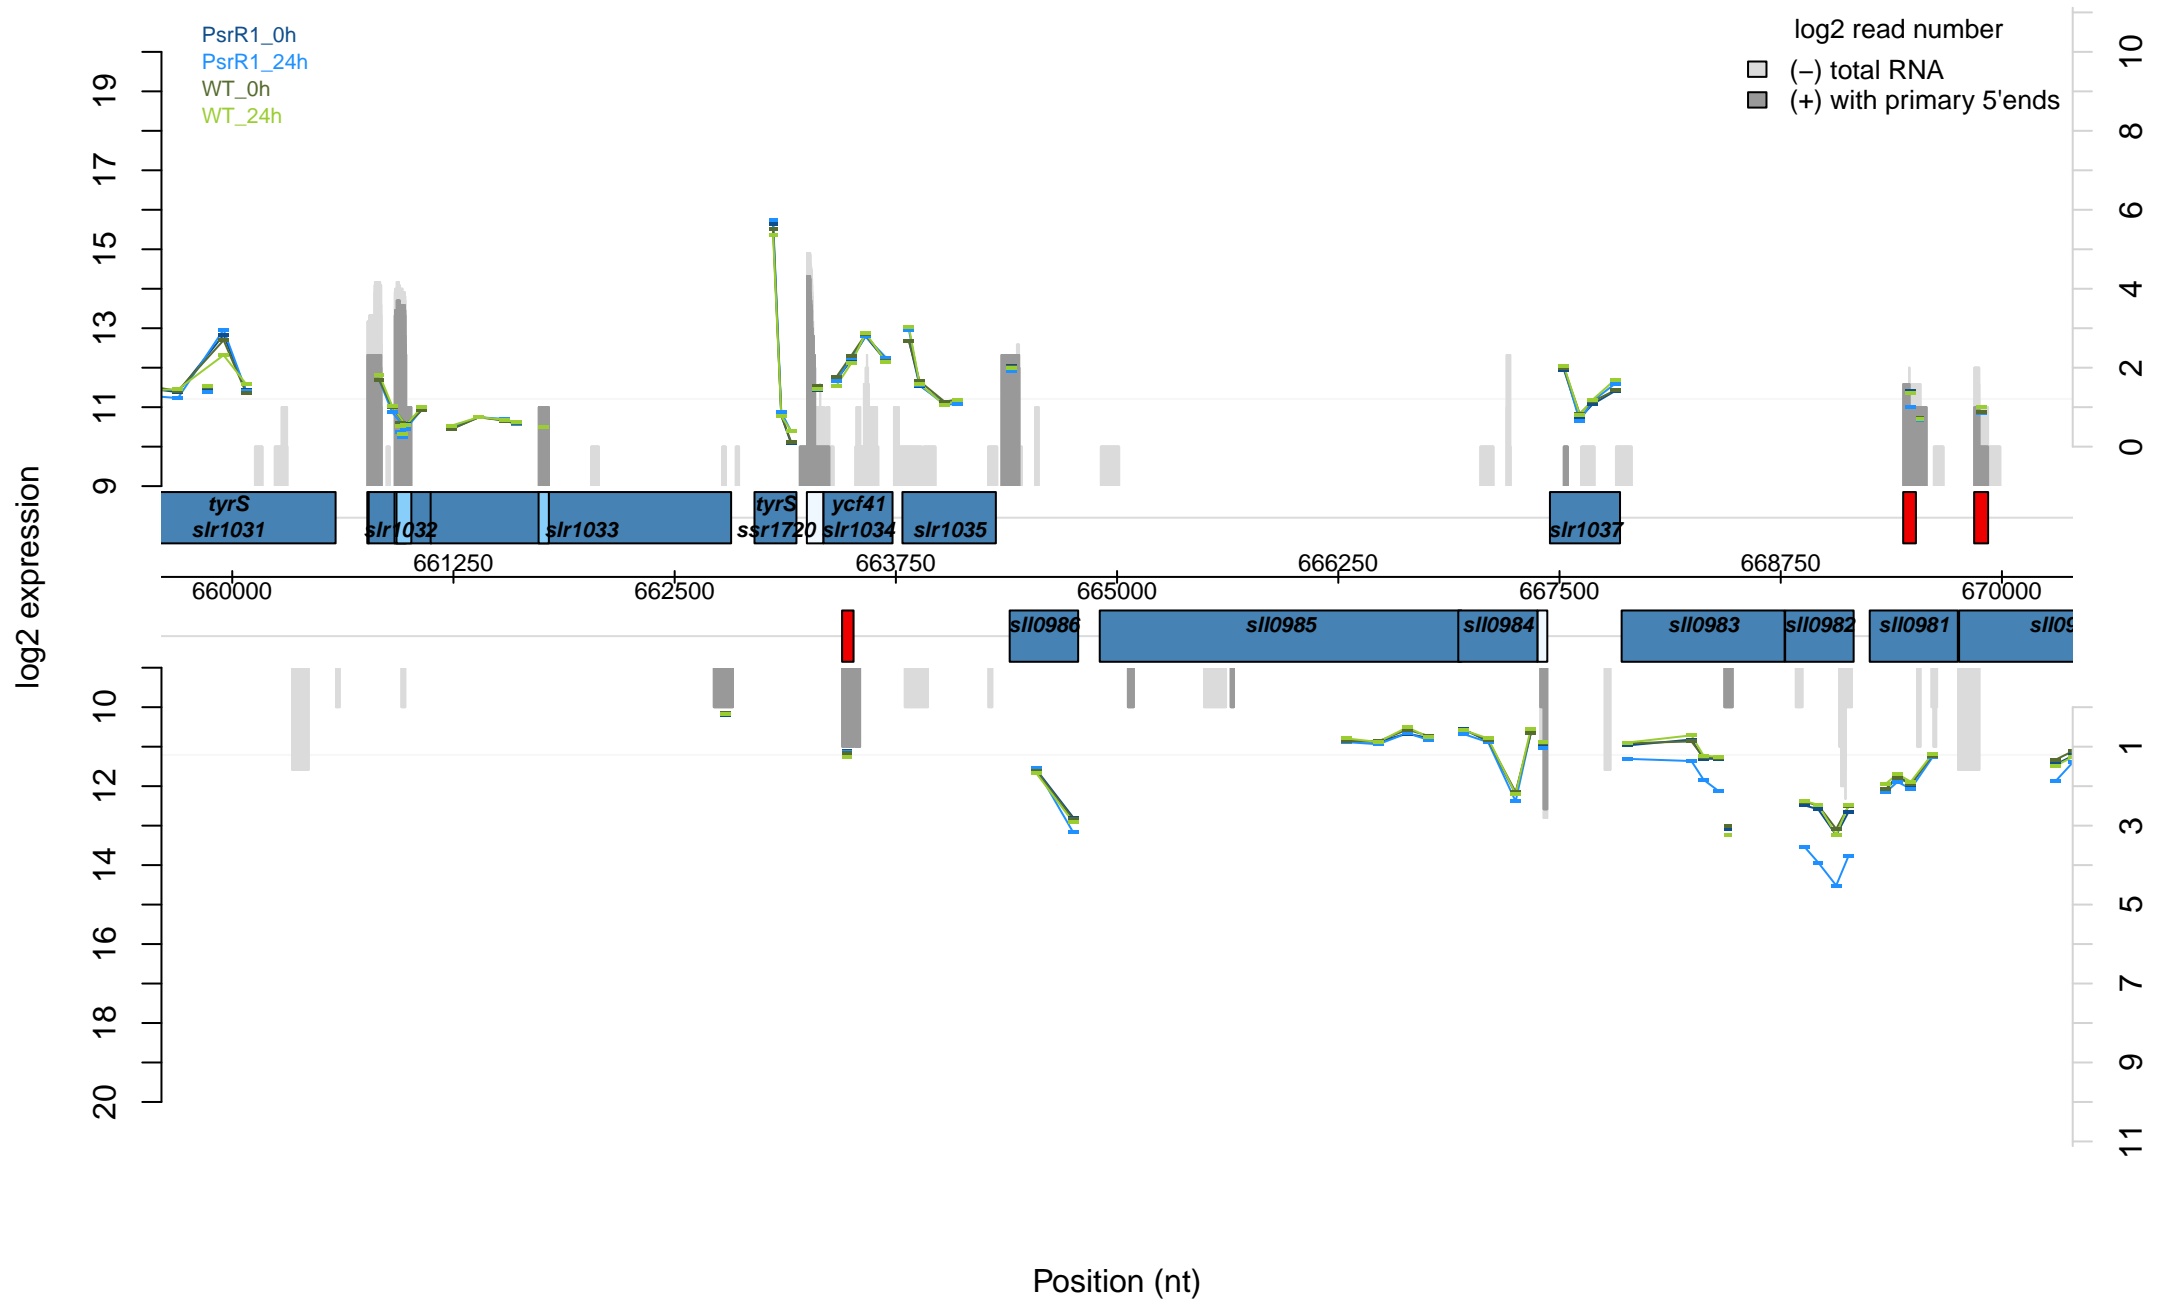 PsrR1_0h
PsrR1_24h
WT_0h
WT_24h
log2 read number
(−) total RNA
(+) with primary 5'ends
19
17
15
13
11
9
10
8
6
4
2
0
tyrS
slr1031
slr1032
slr1033
tyrS
ssr1720
ycf41
slr1034
slr1035
slr1037
661250
663750
666250
668750
660000
662500
665000
667500
670000
sll0986
sll0985
sll0984
sll0983
sll0982
sll0981
sll09
log2 expression
10
12
14
16
18
20
1
3
5
7
9
11
Position (nt)